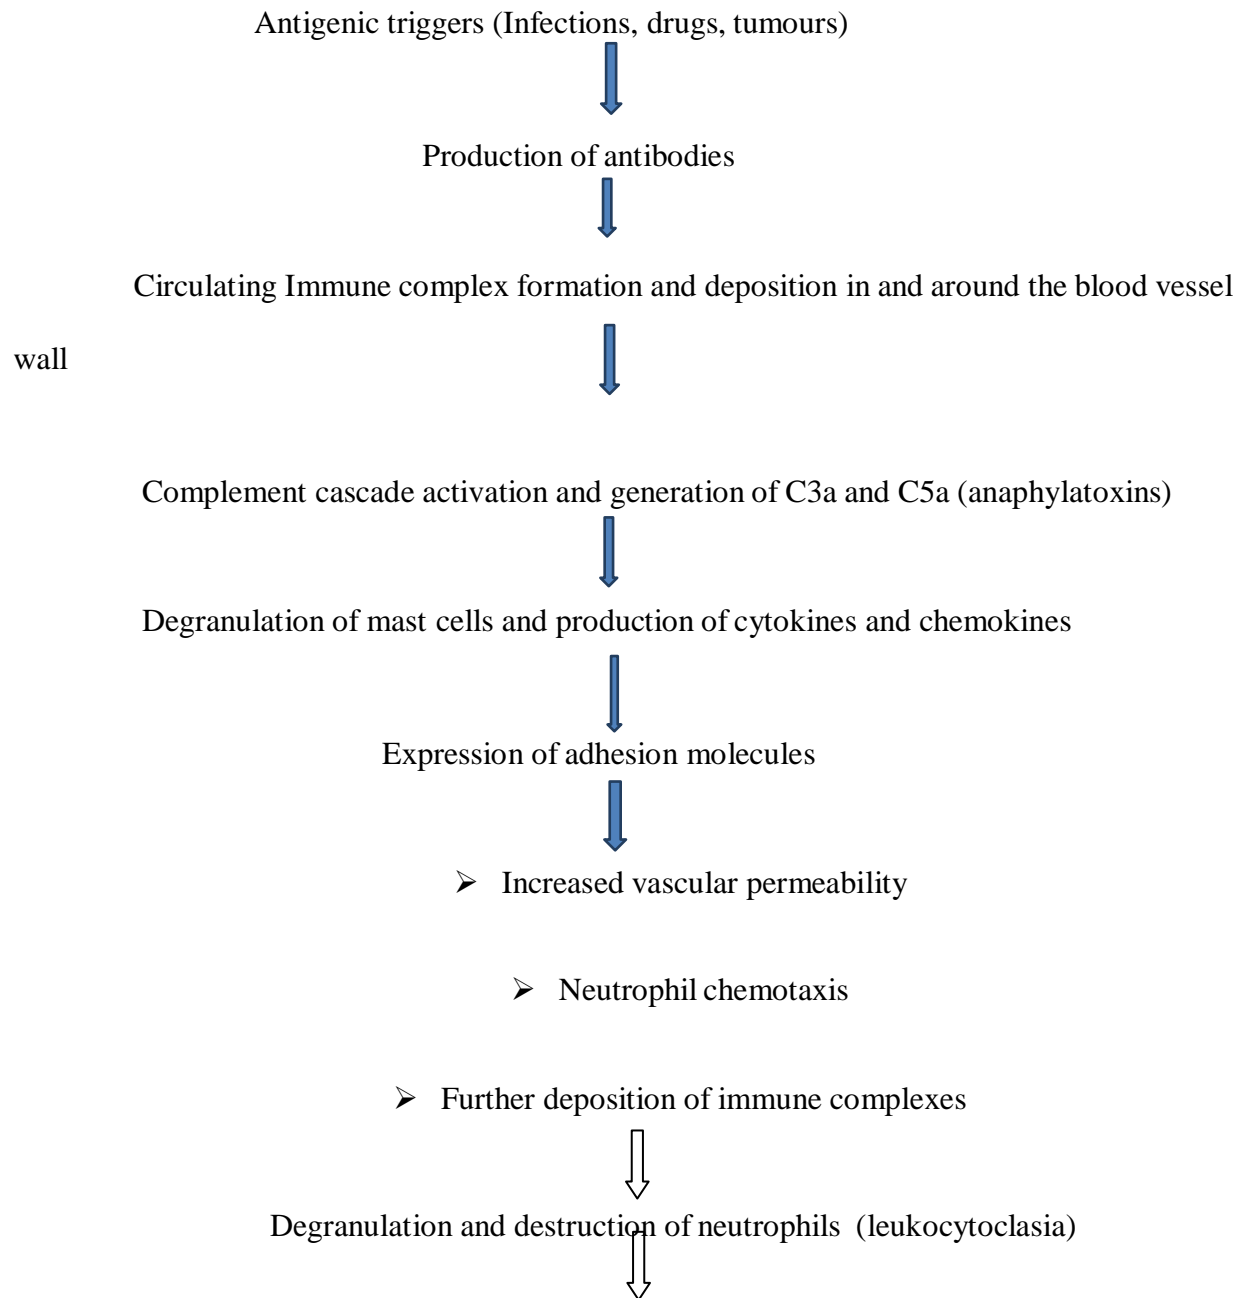 Antigenic triggers (Infections, drugs, tumours)
Production of antibodies
Circulating Immune complex formation and deposition in and around the blood vessel
wall
Complement cascade activation and generation of C3a and C5a (anaphylatoxins)
Degranulation of mast cells and production of cytokines and chemokines
Expression of adhesion molecules
➢ Increased vascular permeability
➢ Neutrophil chemotaxis
➢ Further deposition of immune complexes
Degranulation and destruction of neutrophils (leukocytoclasia)